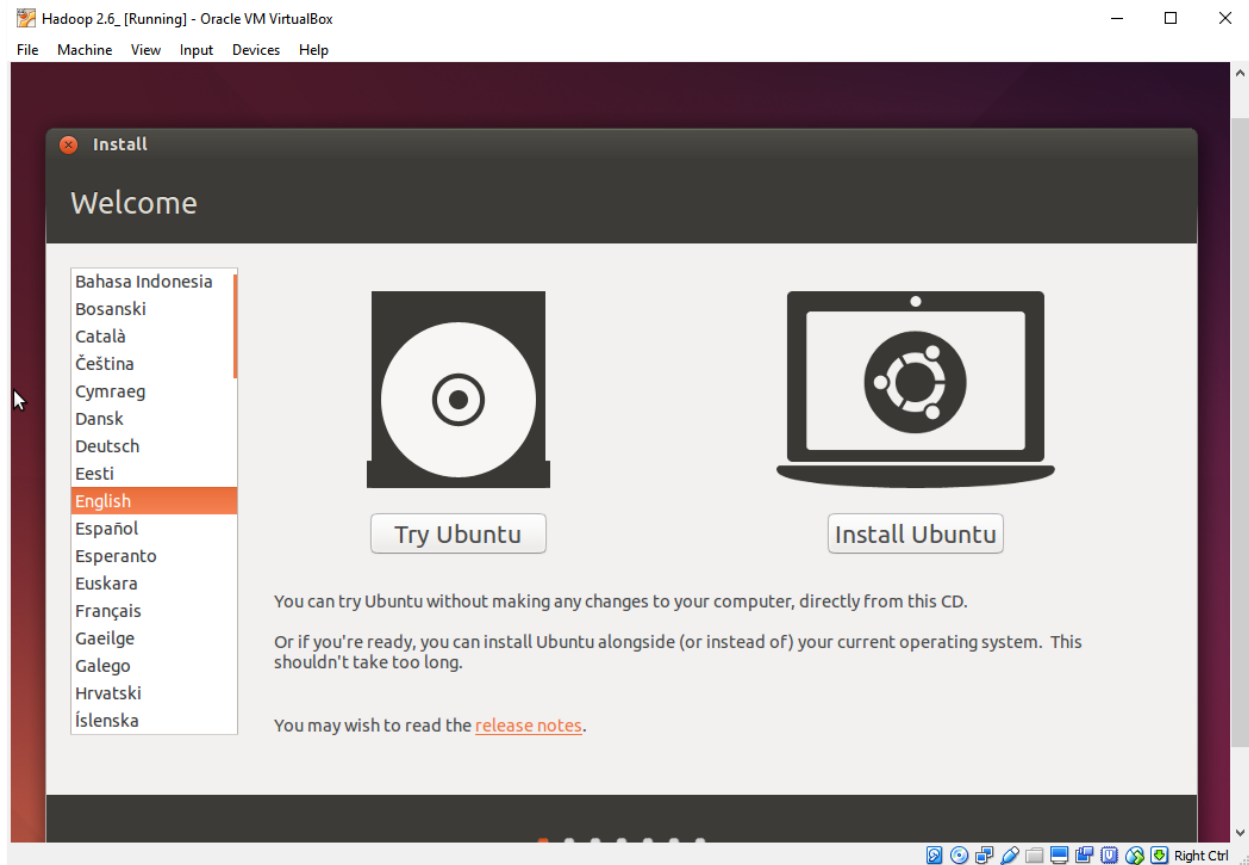 Hadoop 2.6_ [Running] - Oracle VM VirtualBox
File Machine View Input Devices Help
Install
Welcome
Bahasa Indonesia
Bosanski
Català
Čeština
Cymraeg
Dansk
Deutsch
Eesti
English
Español
Esperanto
Euskara
Français
Gaeilge
Galego
Hrvatski
Íslenska
Try Ubuntu
Install Ubuntu
You can try Ubuntu without making any changes to your computer, directly from this CD.
Or if you're ready, you can install Ubuntu alongside (or instead of) your current operating system. This
shouldn't take too long.
You may wish to read the release notes.
Right Ctrl